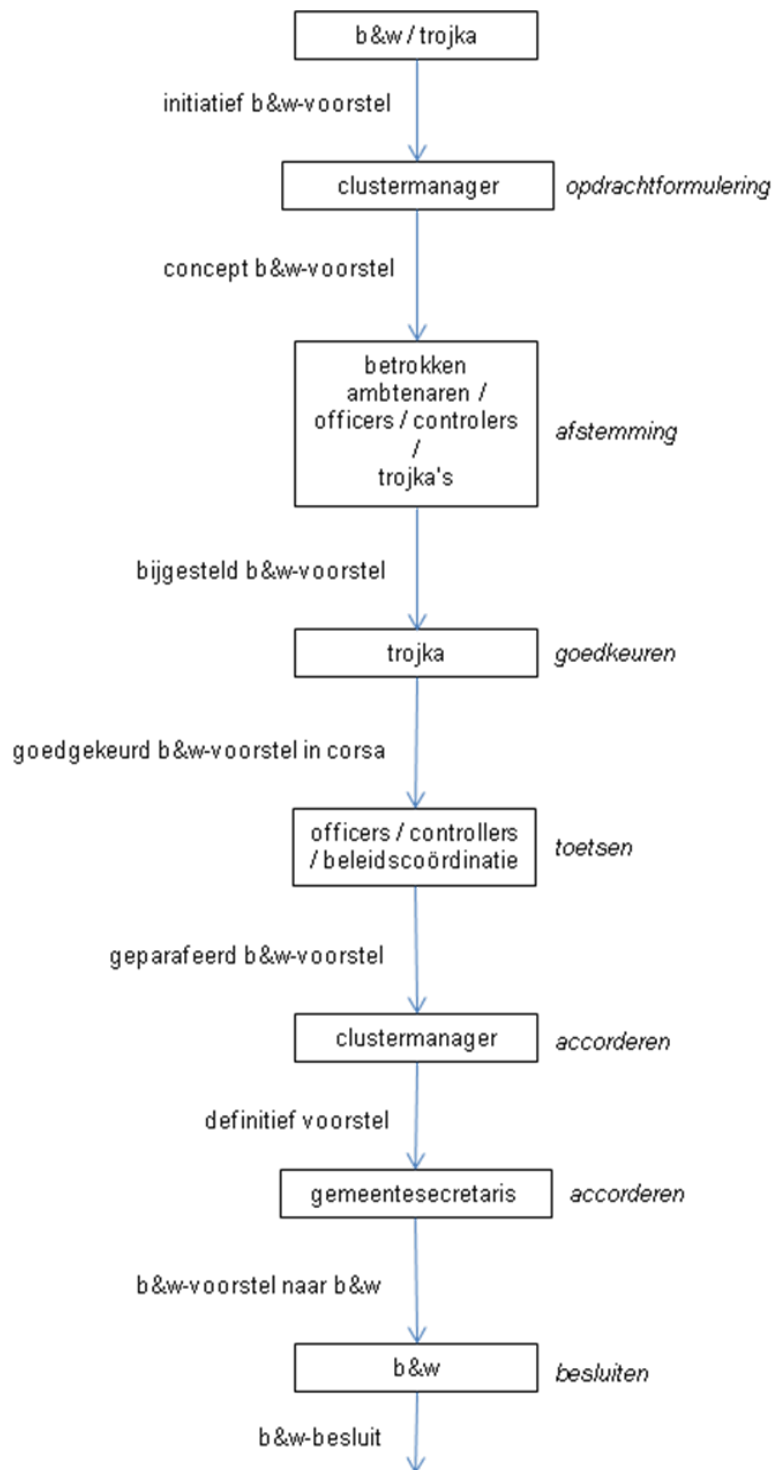 b&w / trojka
initiatief b&w-voorstel
clustermanager
opdrachtformulering
concept b&w-voorstel
betrokken
ambtenaren /
officers / controlers
/
trojka's
afstemming
bijgesteld b&w-voorstel
trojka
goedkeuren
goedgekeurd b&w-voorstel in corsa
officers / controllers
/ beleidscoördinatie
toetsen
geparafeerd b&w-voorstel
clustermanager
accorderen
definitief voorstel
gemeentesecretaris
accorderen
b&w-voorstel naar b&w
b&w
besluiten
b&w-besluit